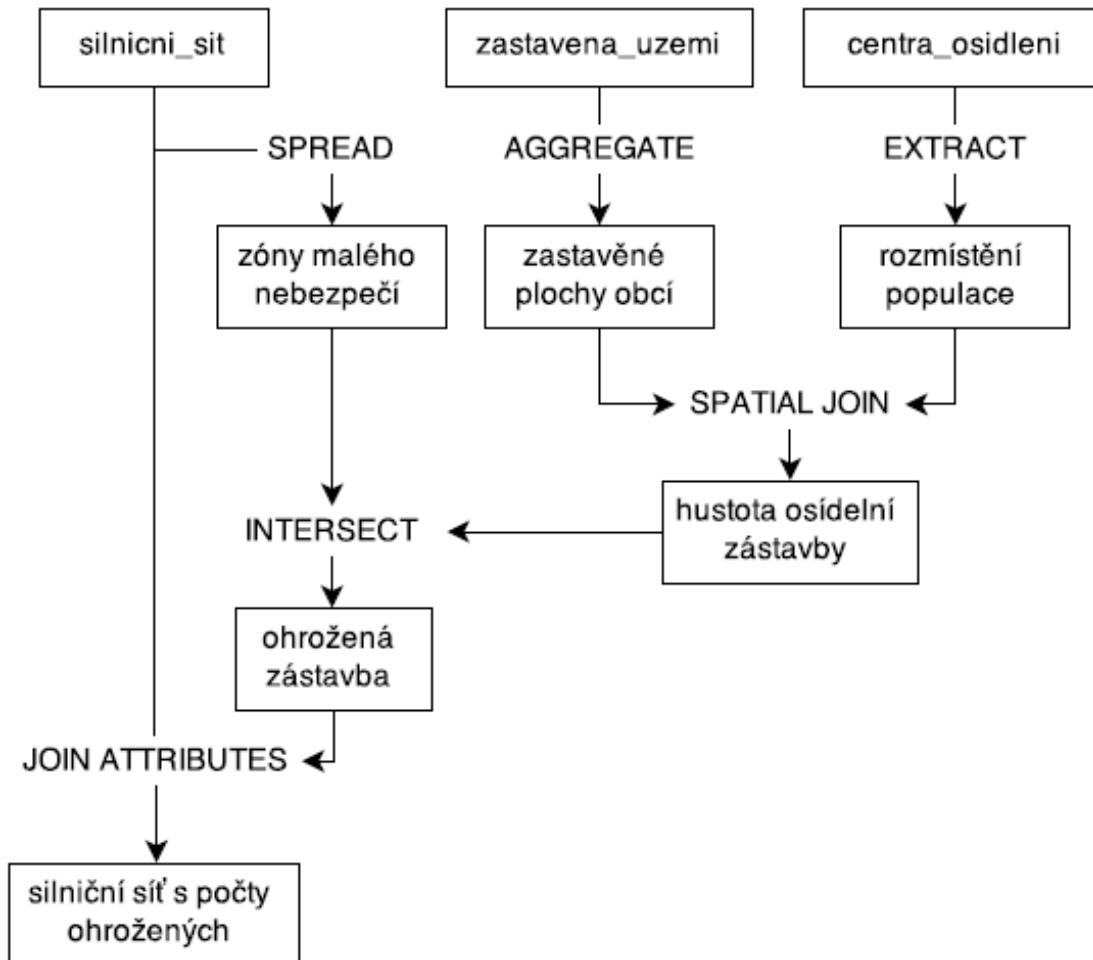 silnicni_sit
zastavena_uzemi
centra_osidleni
SPREAD
AGGREGATE
EXTRACT
zóny malého
nebezpečí
zastavěné
plochy obcí
rozmístění
populace
SPATIAL JOIN
hustota osídelní
zástavby
INTERSECT
ohrožená
zástavba
JOIN ATTRIBUTES
silniční síť s počty
ohrožených